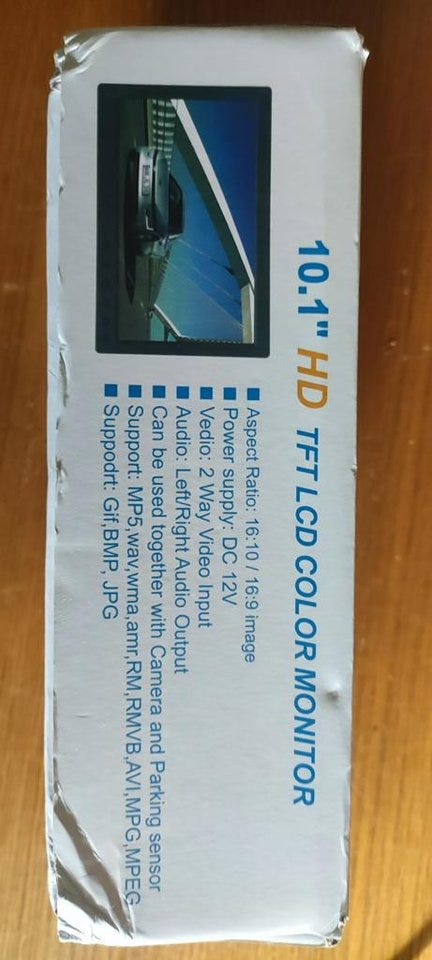 10.1" HD TFT LCD COLOR MONITOR
■ Aspect Ratio: 16:10 / 16:9 image
■ Power supply: DC 12V
■ Vedio: 2 Way Video Input
■ Audio: Left/Right Audio Output
■ Can be used together with Camera and Parking sensor
■ Support: MP5,wav,wma,amr,RM,RMVB,AVI,MPG,MPEG
■ Suppodrt: Gif,BMP, JPG